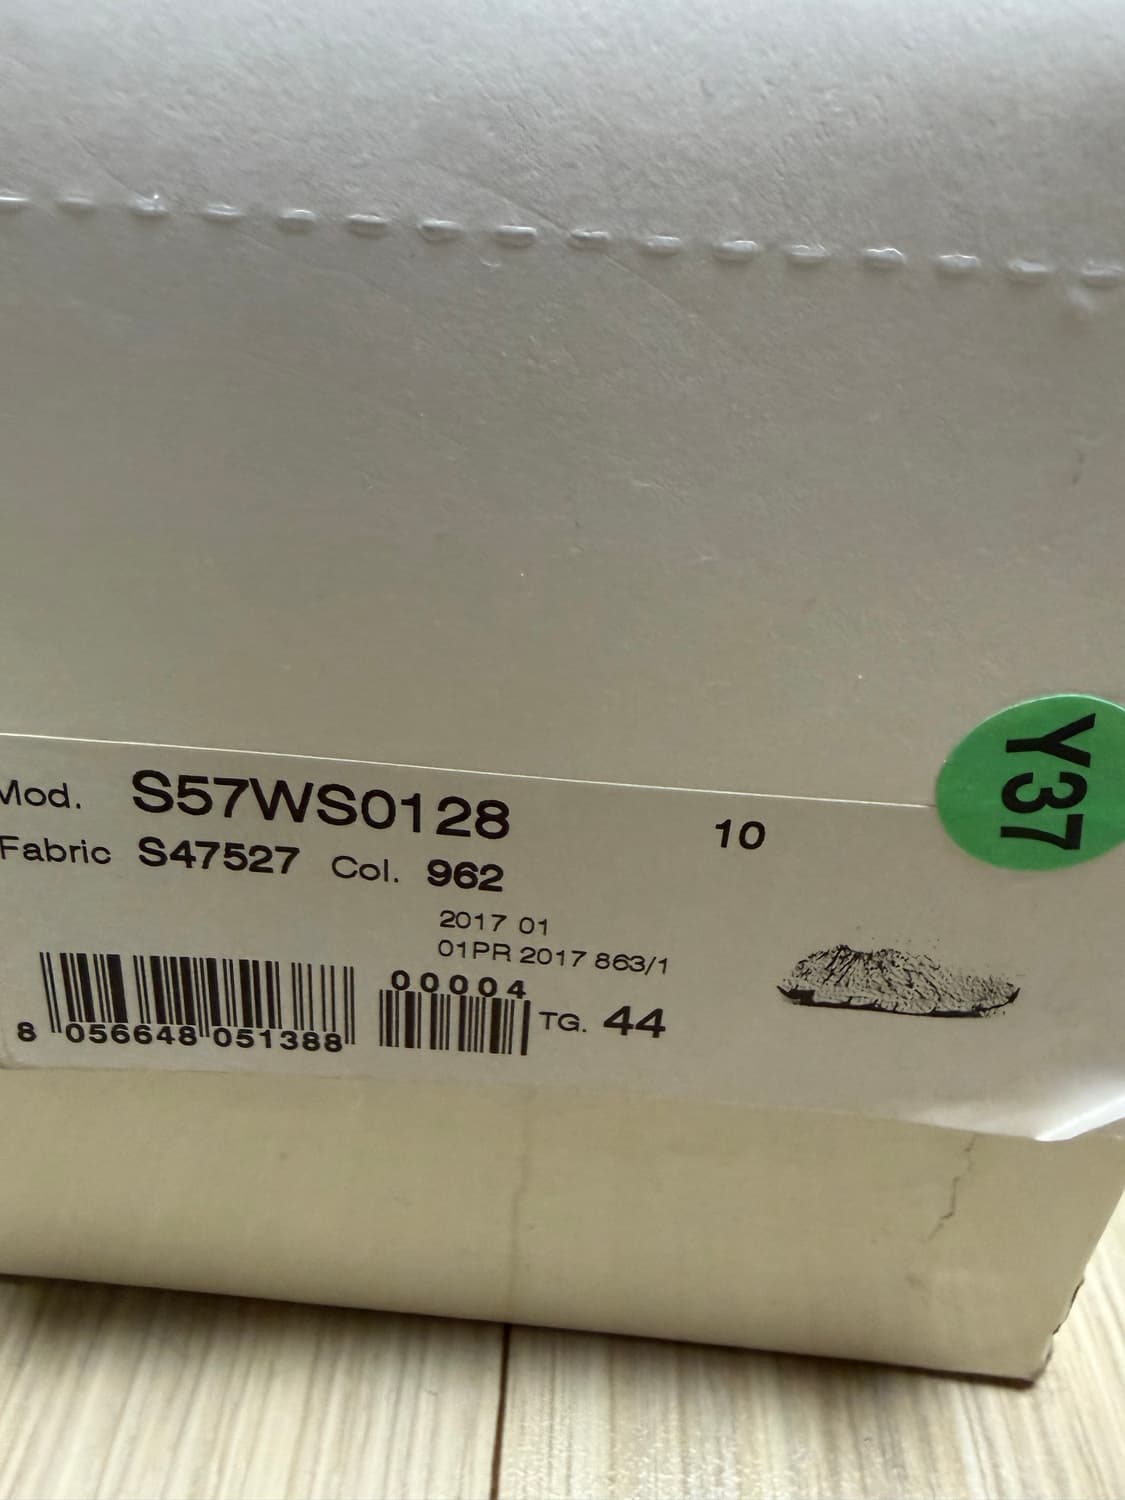 Mod. S57WS0128
10
Y37
Fabric S47527 Col. 962
2017 01
01PR 2017 863/1
00004
TG. 44
8 056648 051388